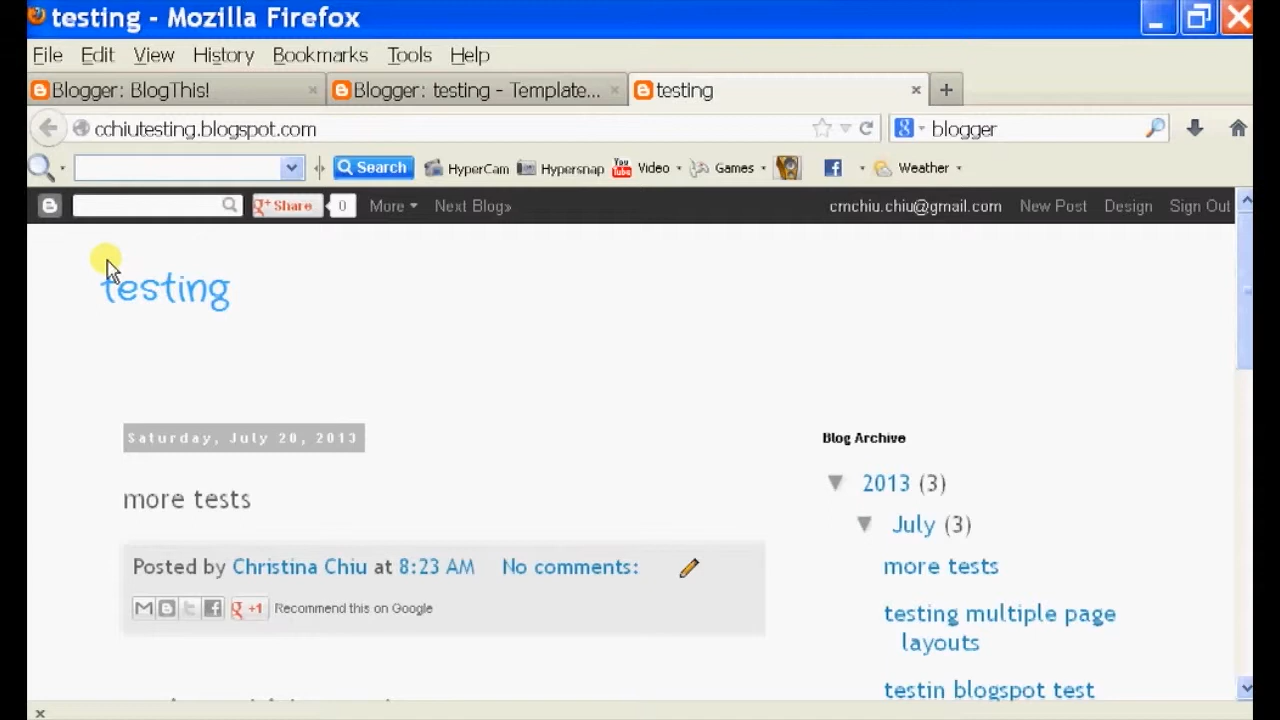 testing - Mozilla Firefox
File Edit View History Bookmarks Tools Help
Blogger: BlogThis! × Blogger: testing - Template... × testing × +
cchiutesting.blogspot.com blogger
Search HyperCam Hypersnap You Tube Video Games Weather
g+ Share 0 More Next Blog» cmchiu.chiu@gmail.com New Post Design Sign Out
testing
Saturday, July 20, 2013
Blog Archive
▼ 2013 (3)
more tests
▼ July (3)
Posted by Christina Chiu at 8:23 AM No comments:
more tests
g +1 Recommend this on Google
testing multiple page
layouts
testin blogspot test